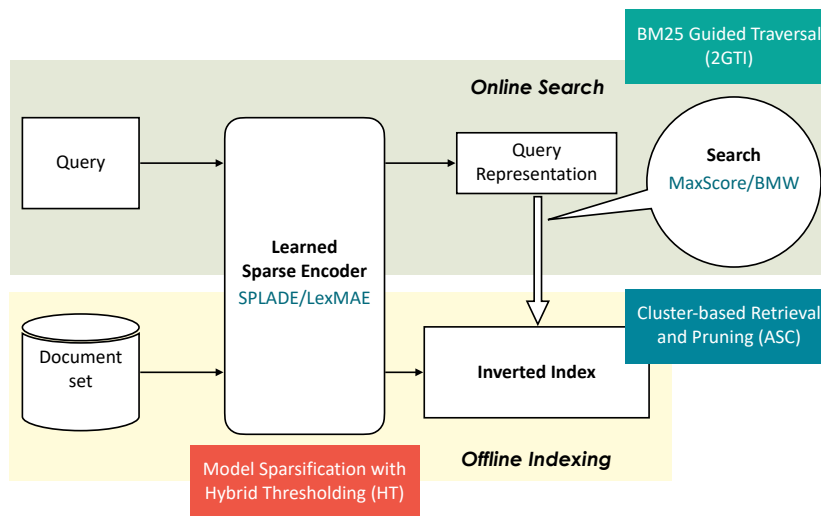 BM25 Guided Traversal
(2GTI)
Online Search
Query
Query
Representation
Search
MaxScore/BMW
Learned
Sparse Encoder
SPLADE/LexMAE
Cluster-based Retrieval
and Pruning (ASC)
Document
set
Inverted Index
Offline Indexing
Model Sparsification with
Hybrid Thresholding (HT)